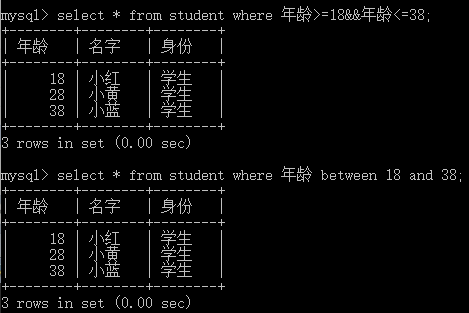 mysql> select * from student where 年龄>=18&&年龄<=38;
+--------+--------+--------+
| 年龄 | 名字 | 身份 |
+--------+--------+--------+
| 18 | 小红 | 学生 |
| 28 | 小黄 | 学生 |
| 38 | 小蓝 | 学生 |
+--------+--------+--------+
3 rows in set (0.00 sec)
mysql> select * from student where 年龄 between 18 and 38;
+--------+--------+--------+
| 年龄 | 名字 | 身份 |
+--------+--------+--------+
| 18 | 小红 | 学生 |
| 28 | 小黄 | 学生 |
| 38 | 小蓝 | 学生 |
+--------+--------+--------+
3 rows in set (0.00 sec)